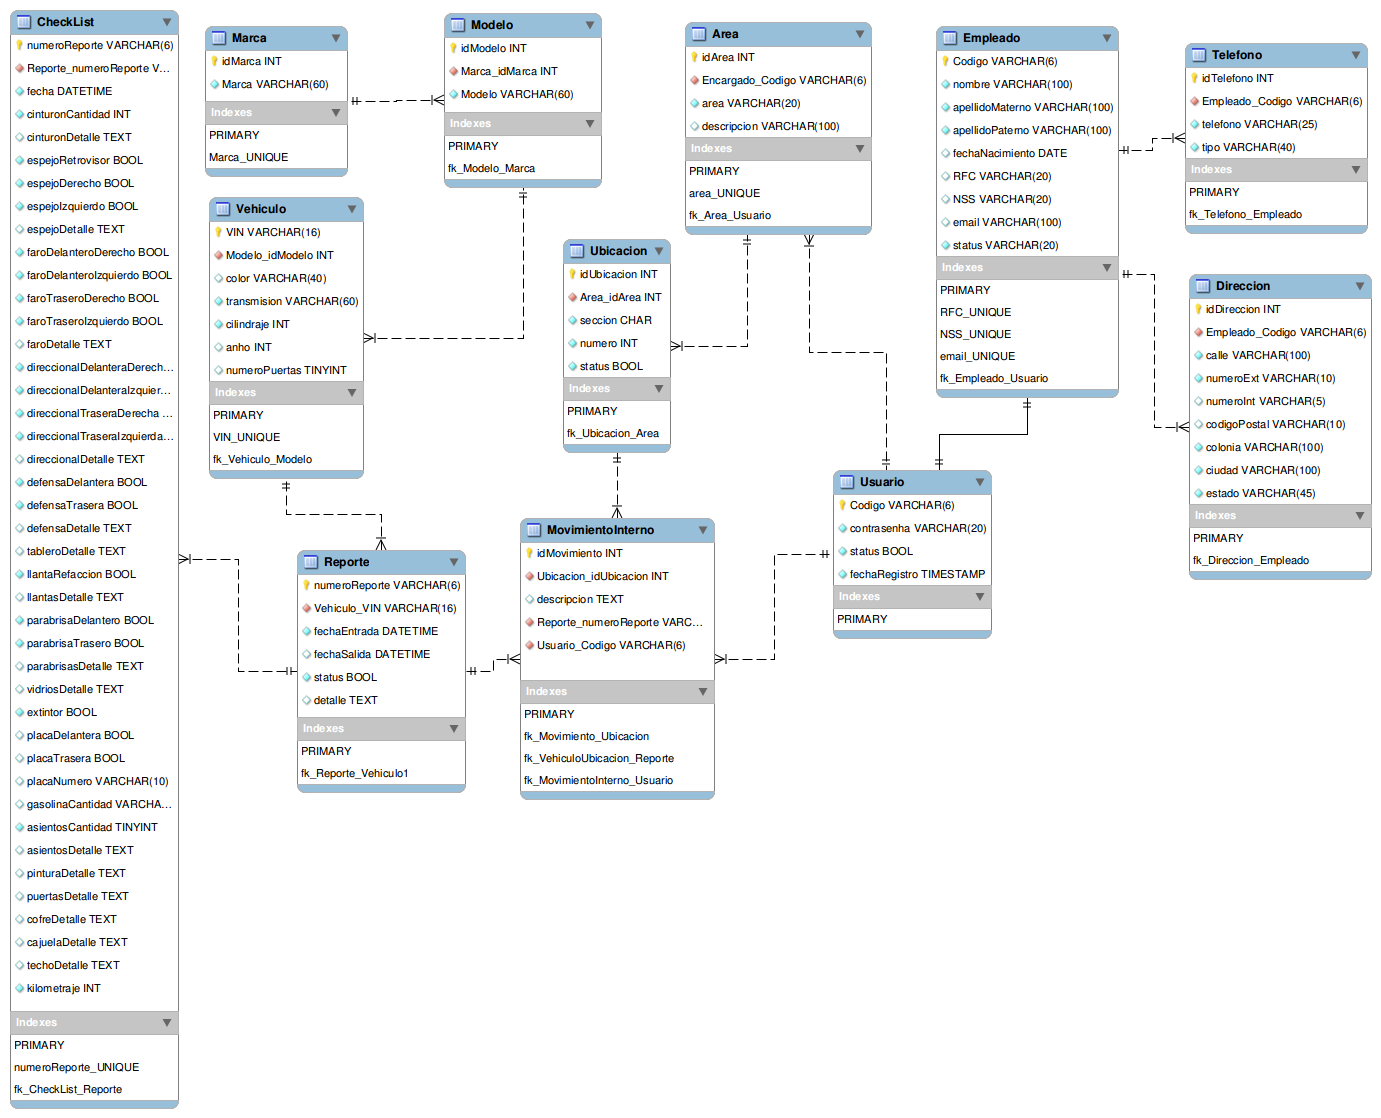 CheckList
numeroReporte VARCHAR(6)
Reporte_numeroReporte V...
fecha DATETIME
cinturonCantidad INT
cinturonDetalle TEXT
espejoRetrovisor BOOL
espejoDerecho BOOL
espejoIzquierdo BOOL
espejoDetalle TEXT
faroDelanteroDerecho BOOL
faroDelanteroIzquierdo BOOL
faroTraseroDerecho BOOL
faroTraseroIzquierdo BOOL
faroDetalle TEXT
direccionalDelanteraDerech...
direccionalDelanteraIzquier...
direccionalTraseraDerecha ...
direccionalTraseraIzquierda...
direccionalDetalle TEXT
defensaDelantera BOOL
defensaTrasera BOOL
defensaDetalle TEXT
tableroDetalle TEXT
llantaRefaccion BOOL
llantasDetalle TEXT
parabrisaDelantero BOOL
parabrisaTrasero BOOL
parabrisasDetalle TEXT
vidriosDetalle TEXT
extintor BOOL
placaDelantera BOOL
placaTrasera BOOL
placaNumero VARCHAR(10)
gasolinaCantidad VARCHA...
asientosCantidad TINYINT
asientosDetalle TEXT
pinturaDetalle TEXT
puertasDetalle TEXT
cofreDetalle TEXT
cajuelaDetalle TEXT
techoDetalle TEXT
kilometraje INT
Indexes
PRIMARY
numeroReporte_UNIQUE
fk_CheckList_Reporte
Marca
idMarca INT
Marca VARCHAR(60)
Indexes
PRIMARY
Marca_UNIQUE
Modelo
idModelo INT
Marca_idMarca INT
Modelo VARCHAR(60)
Indexes
PRIMARY
fk_Modelo_Marca
Vehiculo
VIN VARCHAR(16)
Modelo_idModelo INT
color VARCHAR(40)
transmision VARCHAR(60)
cilindraje INT
anho INT
numeroPuertas TINYINT
Indexes
PRIMARY
VIN_UNIQUE
fk_Vehiculo_Modelo
Reporte
numeroReporte VARCHAR(6)
Vehiculo_VIN VARCHAR(16)
fechaEntrada DATETIME
fechaSalida DATETIME
status BOOL
detalle TEXT
Indexes
PRIMARY
fk_Reporte_Vehiculo1
Area
idArea INT
Encargado_Codigo VARCHAR(6)
area VARCHAR(20)
descripcion VARCHAR(100)
Indexes
PRIMARY
area_UNIQUE
fk_Area_Usuario
Ubicacion
idUbicacion INT
Area_idArea INT
seccion CHAR
numero INT
status BOOL
Indexes
PRIMARY
fk_Ubicacion_Area
MovimientoInterno
idMovimiento INT
Ubicacion_idUbicacion INT
descripcion TEXT
Reporte_numeroReporte VARC...
Usuario_Codigo VARCHAR(6)
Indexes
PRIMARY
fk_Movimiento_Ubicacion
fk_VehiculoUbicacion_Reporte
fk_MovimientoInterno_Usuario
Empleado
Codigo VARCHAR(6)
nombre VARCHAR(100)
apellidoMaterno VARCHAR(100)
apellidoPaterno VARCHAR(100)
fechaNacimiento DATE
RFC VARCHAR(20)
NSS VARCHAR(20)
email VARCHAR(100)
status VARCHAR(20)
Indexes
PRIMARY
RFC_UNIQUE
NSS_UNIQUE
email_UNIQUE
fk_Empleado_Usuario
Usuario
Codigo VARCHAR(6)
contrasenha VARCHAR(20)
status BOOL
fechaRegistro TIMESTAMP
Indexes
PRIMARY
Telefono
idTelefono INT
Empleado_Codigo VARCHAR(6)
telefono VARCHAR(25)
tipo VARCHAR(40)
Indexes
PRIMARY
fk_Telefono_Empleado
Direccion
idDireccion INT
Empleado_Codigo VARCHAR(6)
calle VARCHAR(100)
numeroExt VARCHAR(10)
numeroInt VARCHAR(5)
codigoPostal VARCHAR(10)
colonia VARCHAR(100)
ciudad VARCHAR(100)
estado VARCHAR(45)
Indexes
PRIMARY
fk_Direccion_Empleado